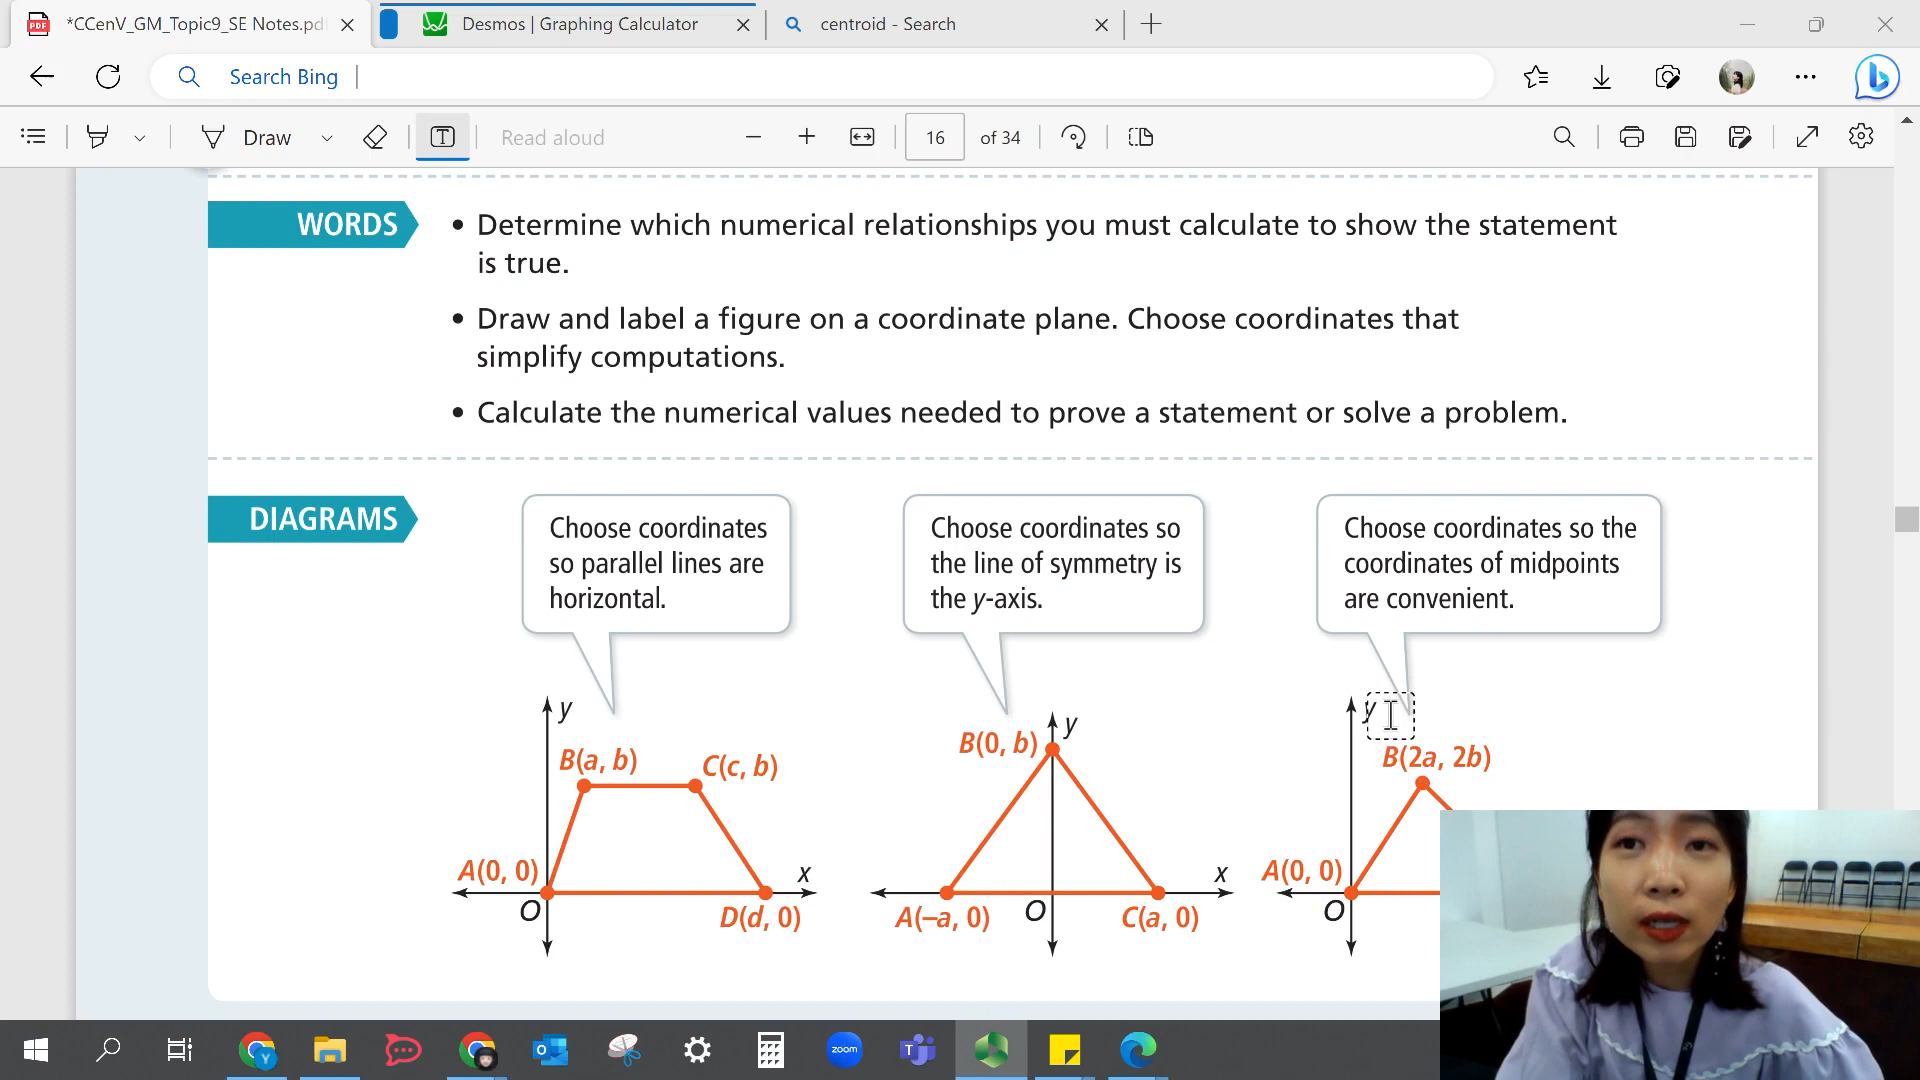 *CCenV_GM_Topic9_SE Notes.pd
Desmos | Graphing Calculator
centroid - Search
Search Bing
Draw
Read aloud
16 of 34
WORDS
• Determine which numerical relationships you must calculate to show the statement
is true.
• Draw and label a figure on a coordinate plane. Choose coordinates that
simplify computations.
• Calculate the numerical values needed to prove a statement or solve a problem.
DIAGRAMS
Choose coordinates
so parallel lines are
horizontal.
Choose coordinates so
the line of symmetry is
the y-axis.
Choose coordinates so the
coordinates of midpoints
are convenient.
y
B(a, b)
C(c, b)
A(0, 0)
x
O
D(d, 0)
y
B(0, b)
x
A(–a, 0)
O
C(a, 0)
y
B(2a, 2b)
A(0, 0)
O
zoom